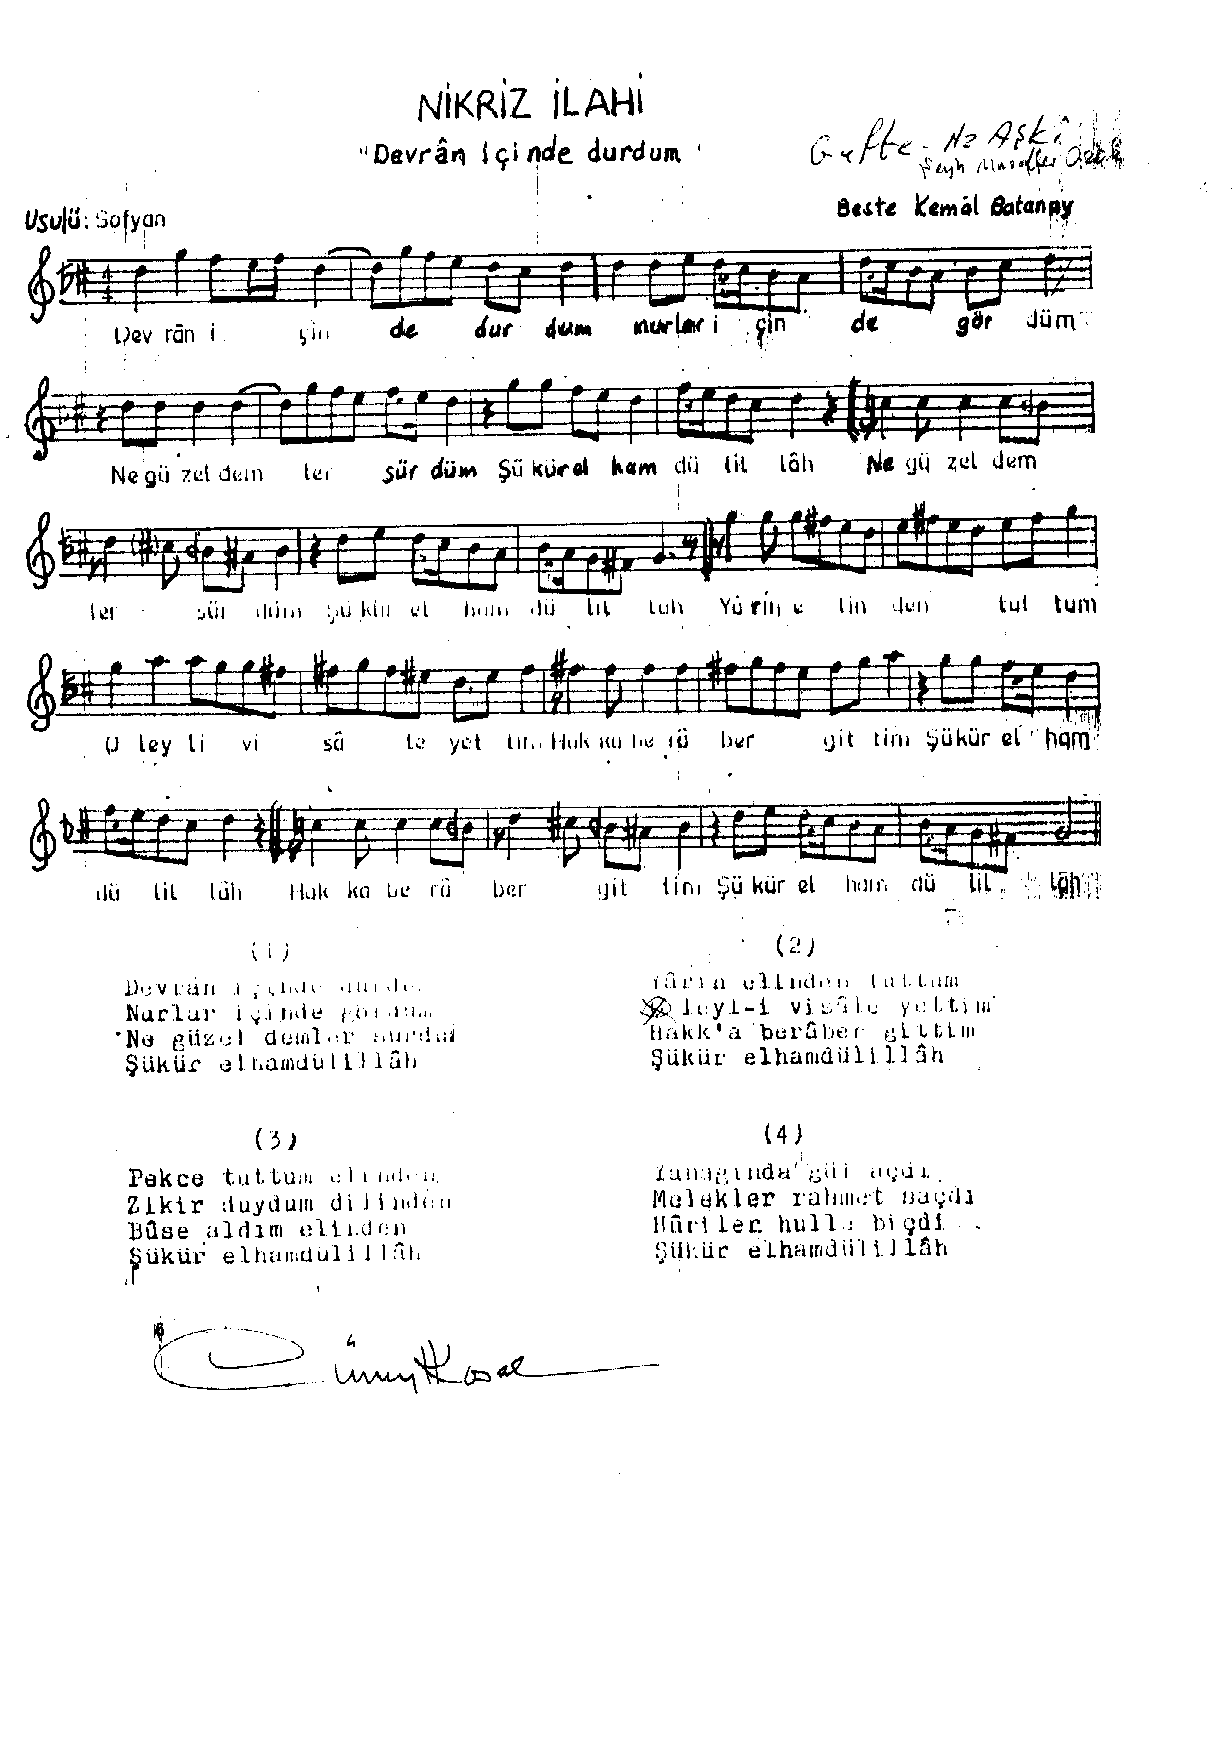 NİKRİZ İLAHİ
"Devrân içinde durdum"
Gufte - Hz Aşkî
Şeyh Muzaffer Ozak
Beste Kemâl Batanay
Usulü: Sofyan
Dev rân i çin de dur dum nurlar i çin de gör düm
Ne gü zel dem ler sür düm Şü kür el ham dü lil lâh Ne gü zel dem
ler sür düm Şü kür el ham dü lil lâh Yâ rin e lin den tut tum
O ley li vi sâ le yet tim Hak ka be râ ber git tim Şükür el ham
dü lil lâh Hak ka be râ ber git tim Şü kür el ham dü lil lâh
(1)
Devrân içinde
Nurlar içinde gördüm
Ne güzel demler sürdüm
Şükür elhamdülillâh
(2)
Yârin elinden tuttum
leyl-i visâle yettim
Hakk'a berâber gittim
Şükür elhamdülillâh
(3)
Pekce tuttum elinden
Zikir duydum dilinden
Bûse aldım elinden
Şükür elhamdülillâh
(4)
Yanağında gül açdı
Melekler rahmet saçdı
Hûriler hulle biçdi
Şükür elhamdülillâh